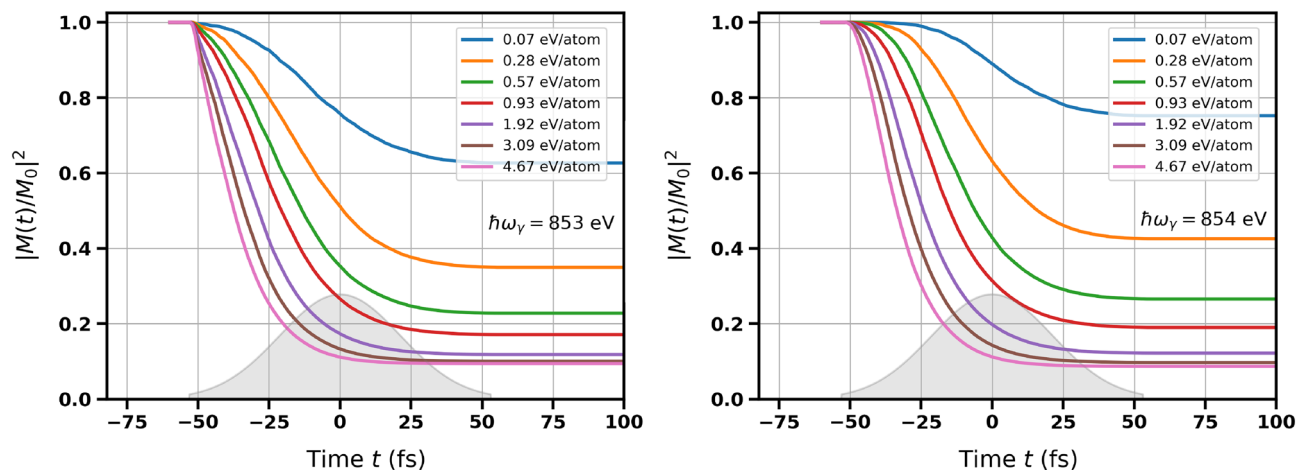 1.0
0.8
0.6
0.4
0.2
0.0
|M(t)/M₀|²
0.07 eV/atom
0.28 eV/atom
0.57 eV/atom
0.93 eV/atom
1.92 eV/atom
3.09 eV/atom
4.67 eV/atom
ħωγ = 853 eV
−75 −50 −25 0 25 50 75 100
Time t (fs)
1.0
0.8
0.6
0.4
0.2
0.0
|M(t)/M₀|²
0.07 eV/atom
0.28 eV/atom
0.57 eV/atom
0.93 eV/atom
1.92 eV/atom
3.09 eV/atom
4.67 eV/atom
ħωγ = 854 eV
−75 −50 −25 0 25 50 75 100
Time t (fs)